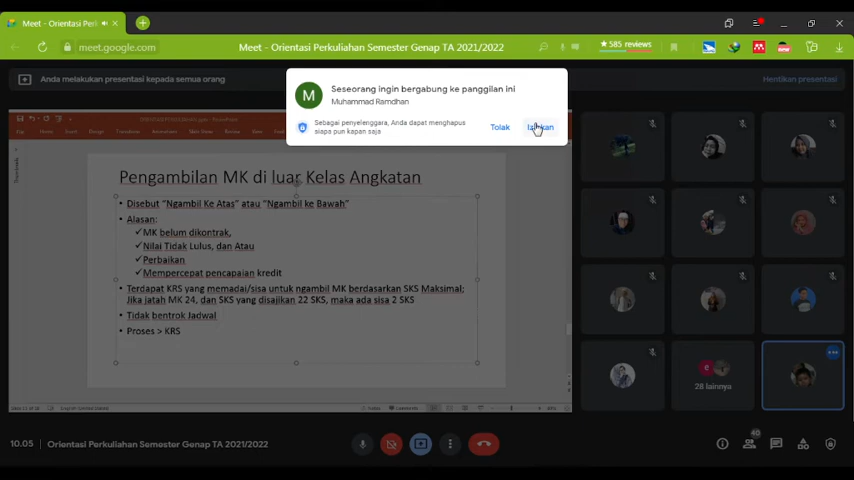 Meet - Orientasi Perk
meet.google.com
Meet - Orientasi Perkuliahan Semester Genap TA 2021/2022
585 reviews
Anda melakukan presentasi kepada semua orang
Hentikan presentasi
M
Seseorang ingin bergabung ke panggilan ini
Muhammad Ramdhan
Sebagai penyelenggara, Anda dapat menghapus
siapa pun kapan saja
Tolak
Pengambilan MK di luar Kelas Angkatan
• Disebut “Ngambil Ke Atas” atau “Ngambil ke Bawah”
• Alasan:
✓MK belum dikontrak,
✓Nilai Tidak Lulus, dan Atau
✓Perbaikan
✓Mempercepat pencapaian kredit
• Terdapat KRS yang memadai/sisa untuk ngambil MK berdasarkan SKS Maksimal;
Jika jatah MK 24, dan SKS yang disajikan 22 SKS, maka ada sisa 2 SKS
• Tidak bentrok Jadwal
• Proses > KRS
e
28 lainnya
10.05 | Orientasi Perkuliahan Semester Genap TA 2021/2022
40